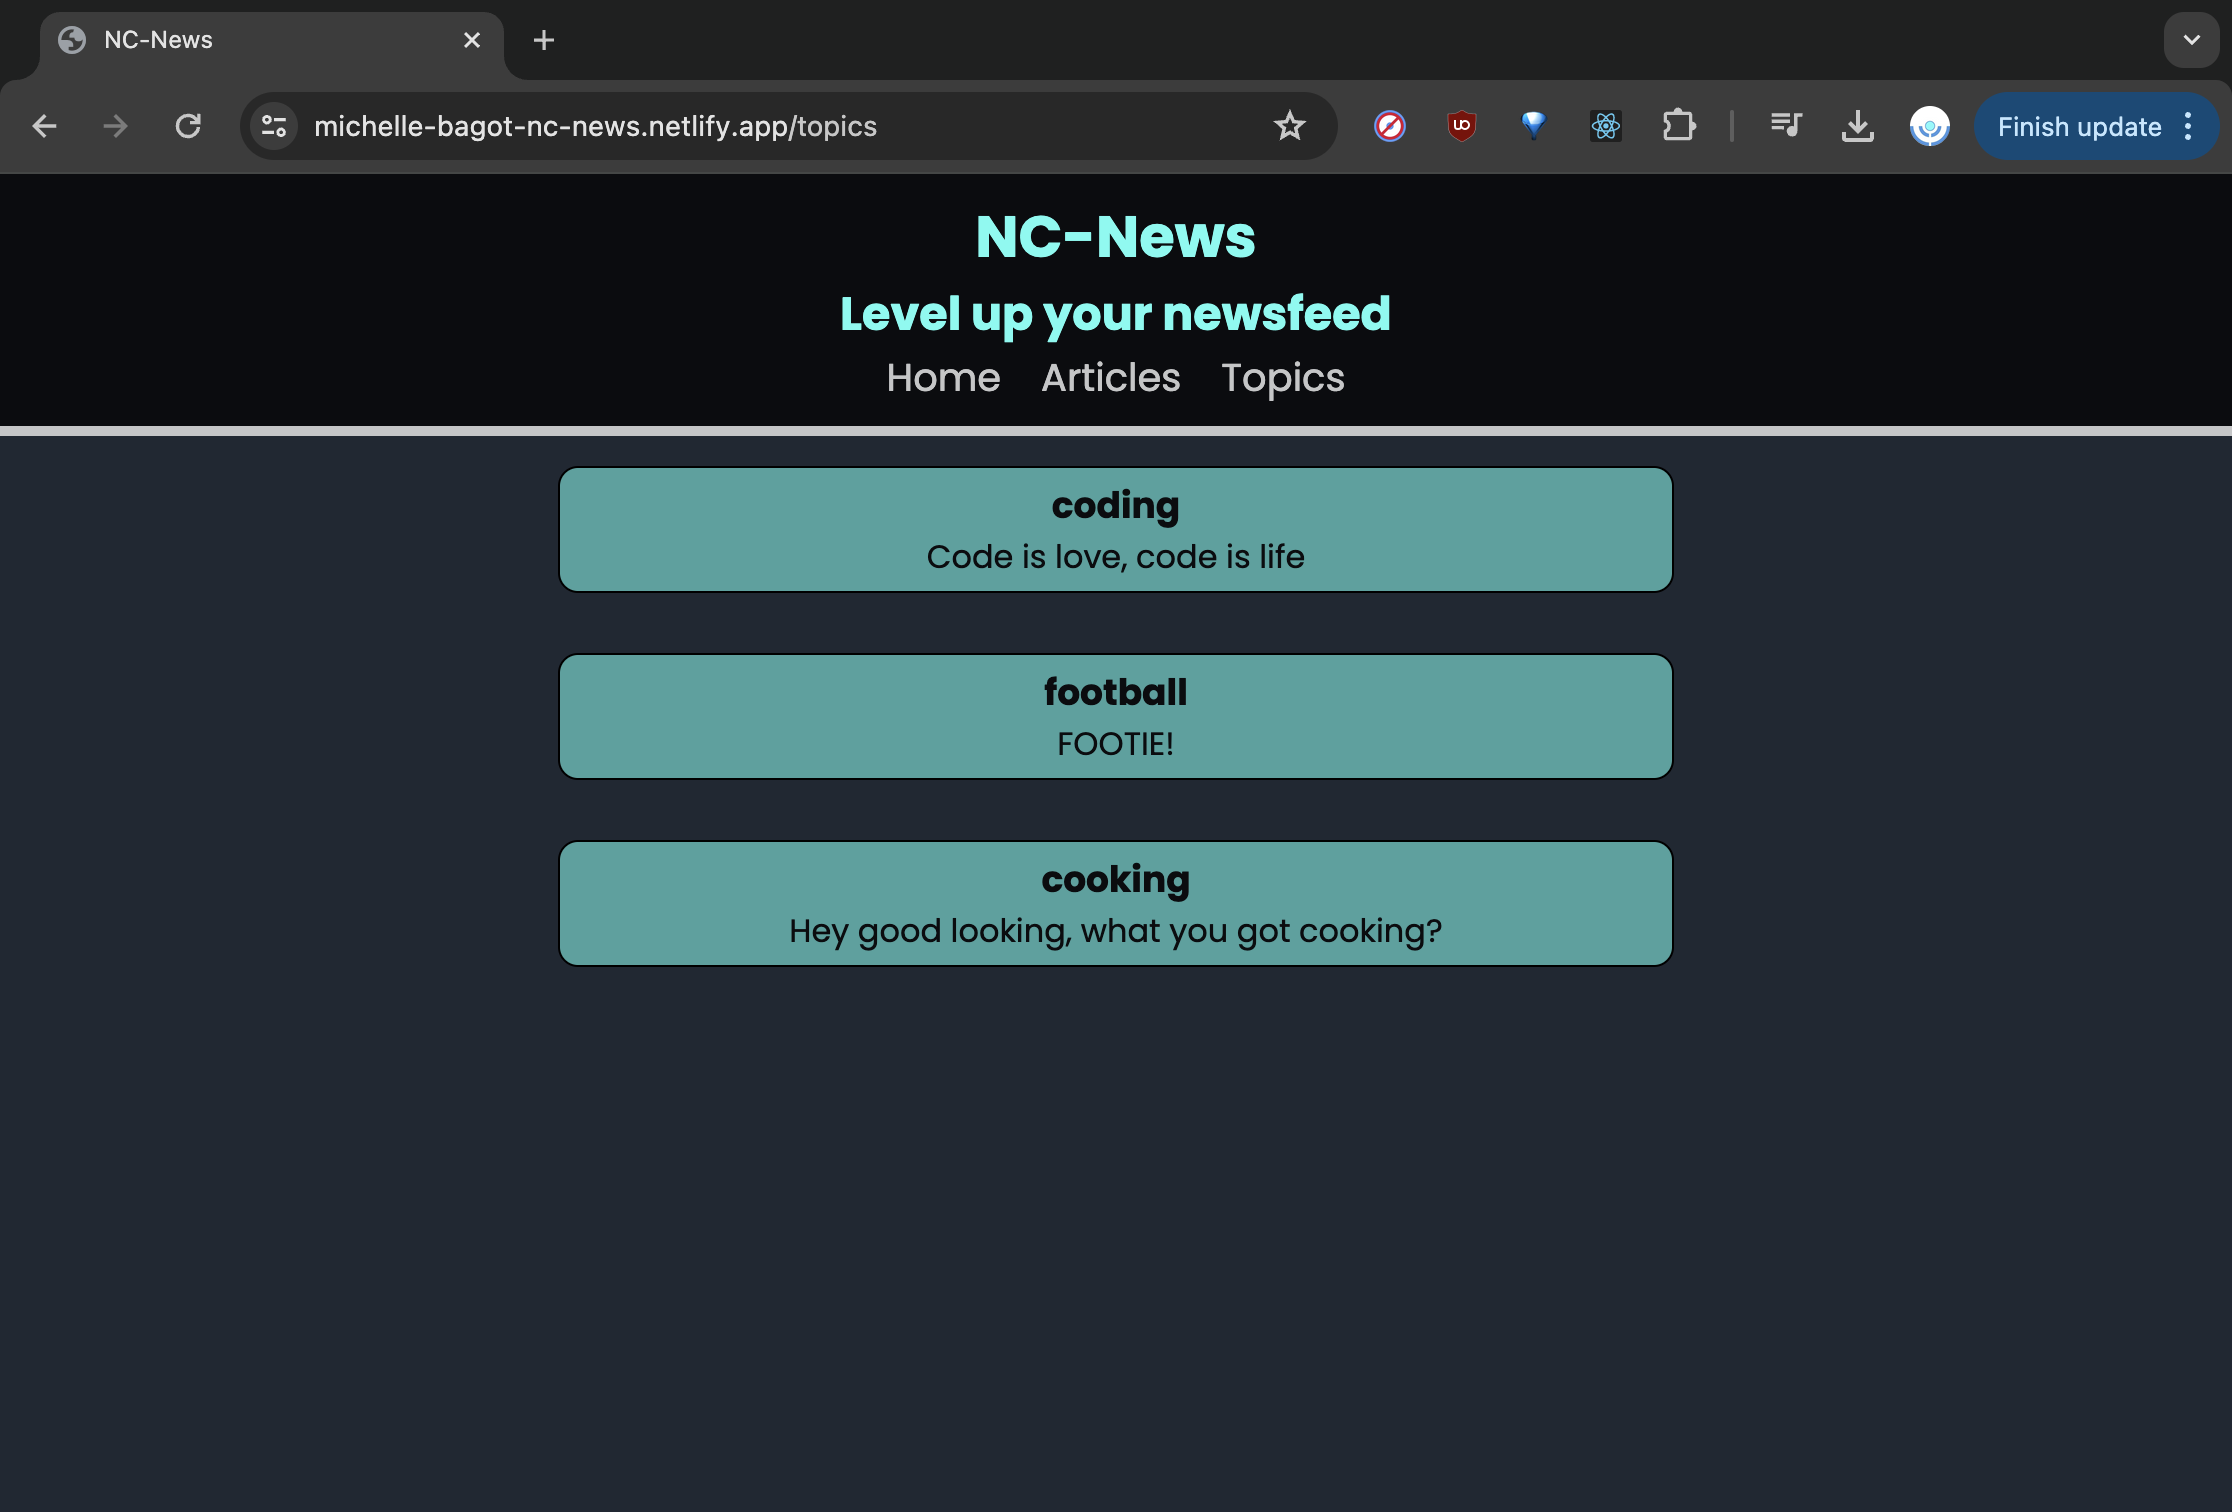 NC-News
michelle-bagot-nc-news.netlify.app/topics
Finish update
NC-News
Level up your newsfeed
Home Articles Topics
coding
Code is love, code is life
football
FOOTIE!
cooking
Hey good looking, what you got cooking?